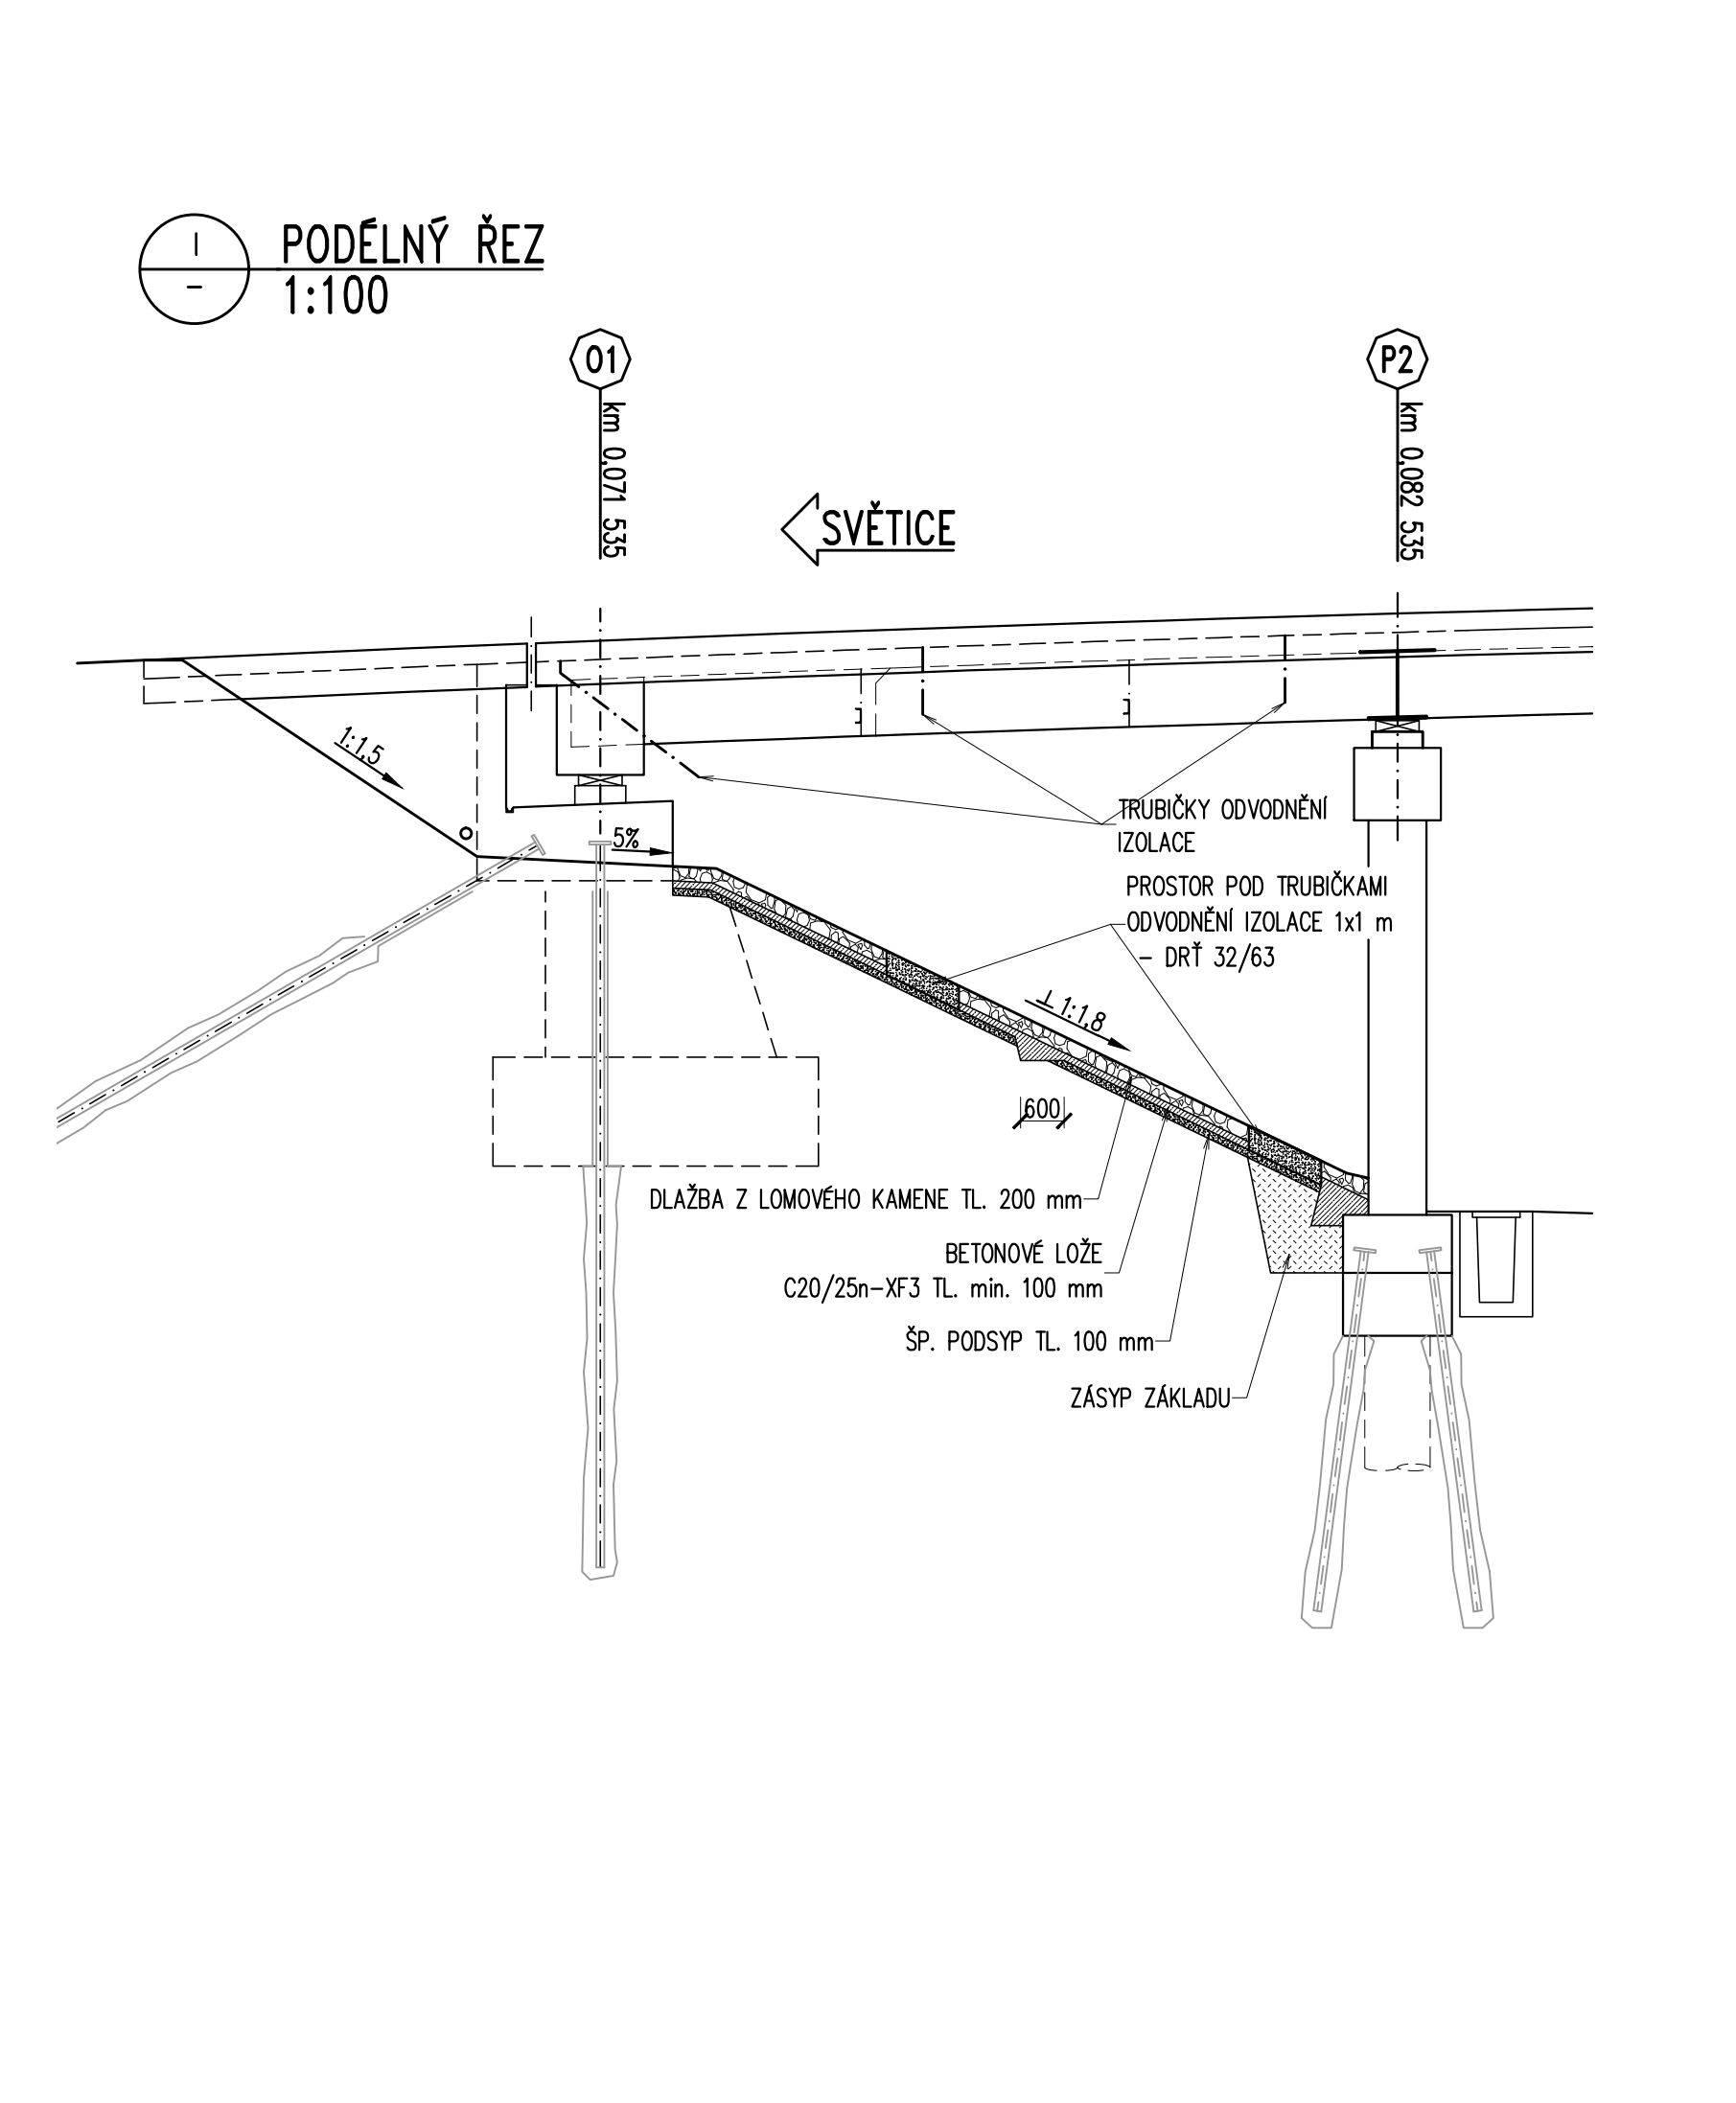 PODÉLNÝ ŘEZ
1:100
O1
P2
km 0,071 535
km 0,082 535
SVĚTICE
1:1,5
5%
TRUBIČKY ODVODNĚNÍ
IZOLACE
PROSTOR POD TRUBIČKAMI
ODVODNĚNÍ IZOLACE 1x1 m
- DRŤ 32/63
⊥ 1:1,8
600
DLAŽBA Z LOMOVÉHO KAMENE TL. 200 mm
BETONOVÉ LOŽE
C20/25n-XF3 TL. min. 100 mm
ŠP. PODSYP TL. 100 mm
ZÁSYP ZÁKLADU